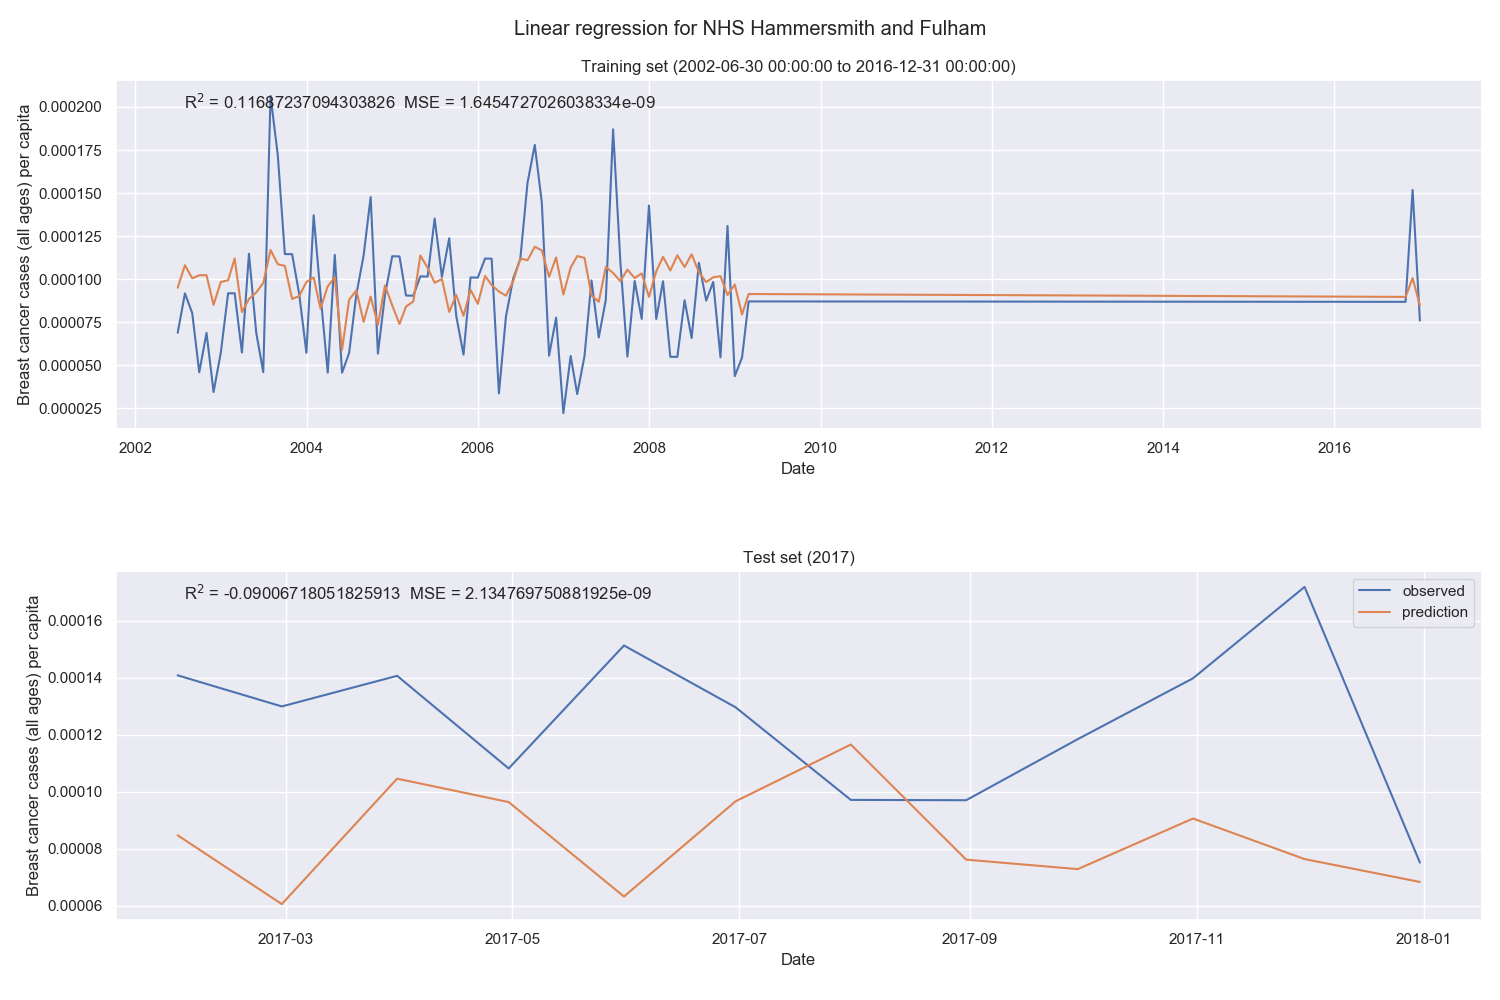 Linear regression for NHS Hammersmith and Fulham
Training set (2002-06-30 00:00:00 to 2016-12-31 00:00:00)
R² = 0.11687237094303826 MSE = 1.6454727026038334e-09
Breast cancer cases (all ages) per capita
0.000200
0.000175
0.000150
0.000125
0.000100
0.000075
0.000050
0.000025
2002 2004 2006 2008 2010 2012 2014 2016
Date
Test set (2017)
R² = -0.09006718051825913 MSE = 2.134769750881925e-09
observed
prediction
Breast cancer cases (all ages) per capita
0.00016
0.00014
0.00012
0.00010
0.00008
0.00006
2017-03 2017-05 2017-07 2017-09 2017-11 2018-01
Date